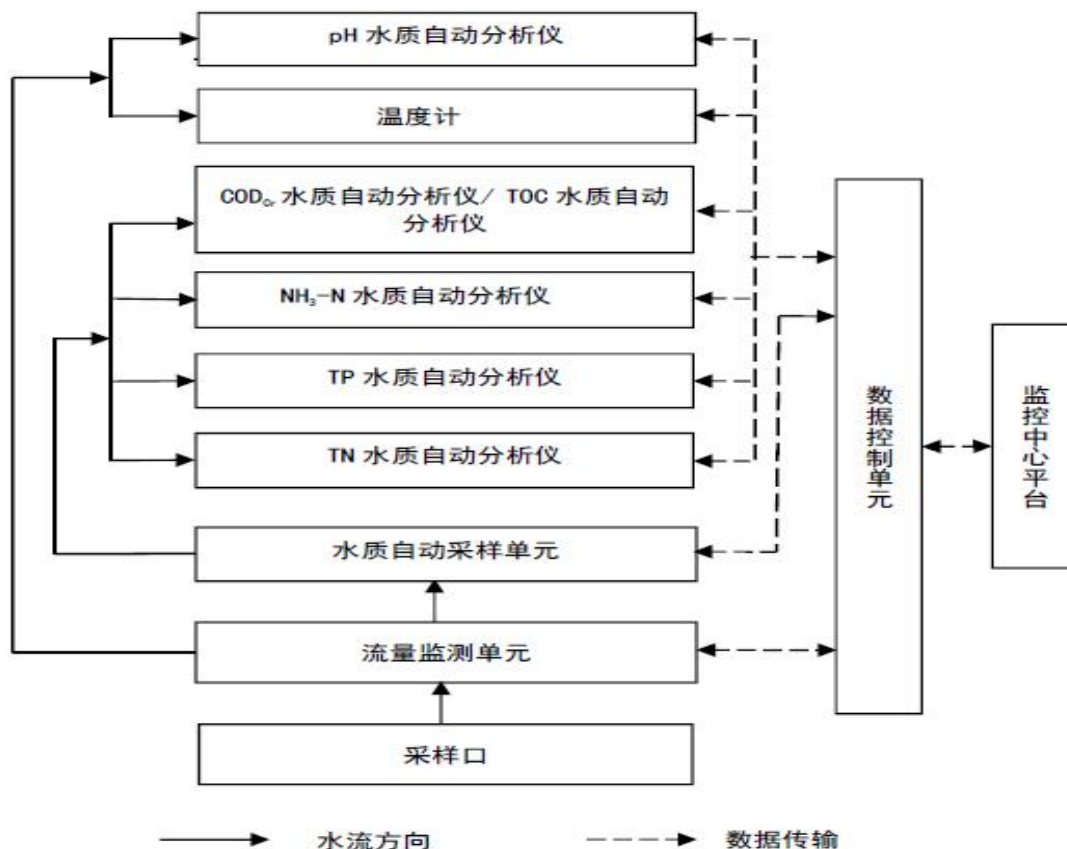 pH 水质自动分析仪
温度计
CODCr 水质自动分析仪/ TOC 水质自动
分析仪
NH₃-N 水质自动分析仪
TP 水质自动分析仪
TN 水质自动分析仪
水质自动采样单元
流量监测单元
采样口
数据控制单元
监控中心平台
水流方向
数据传输